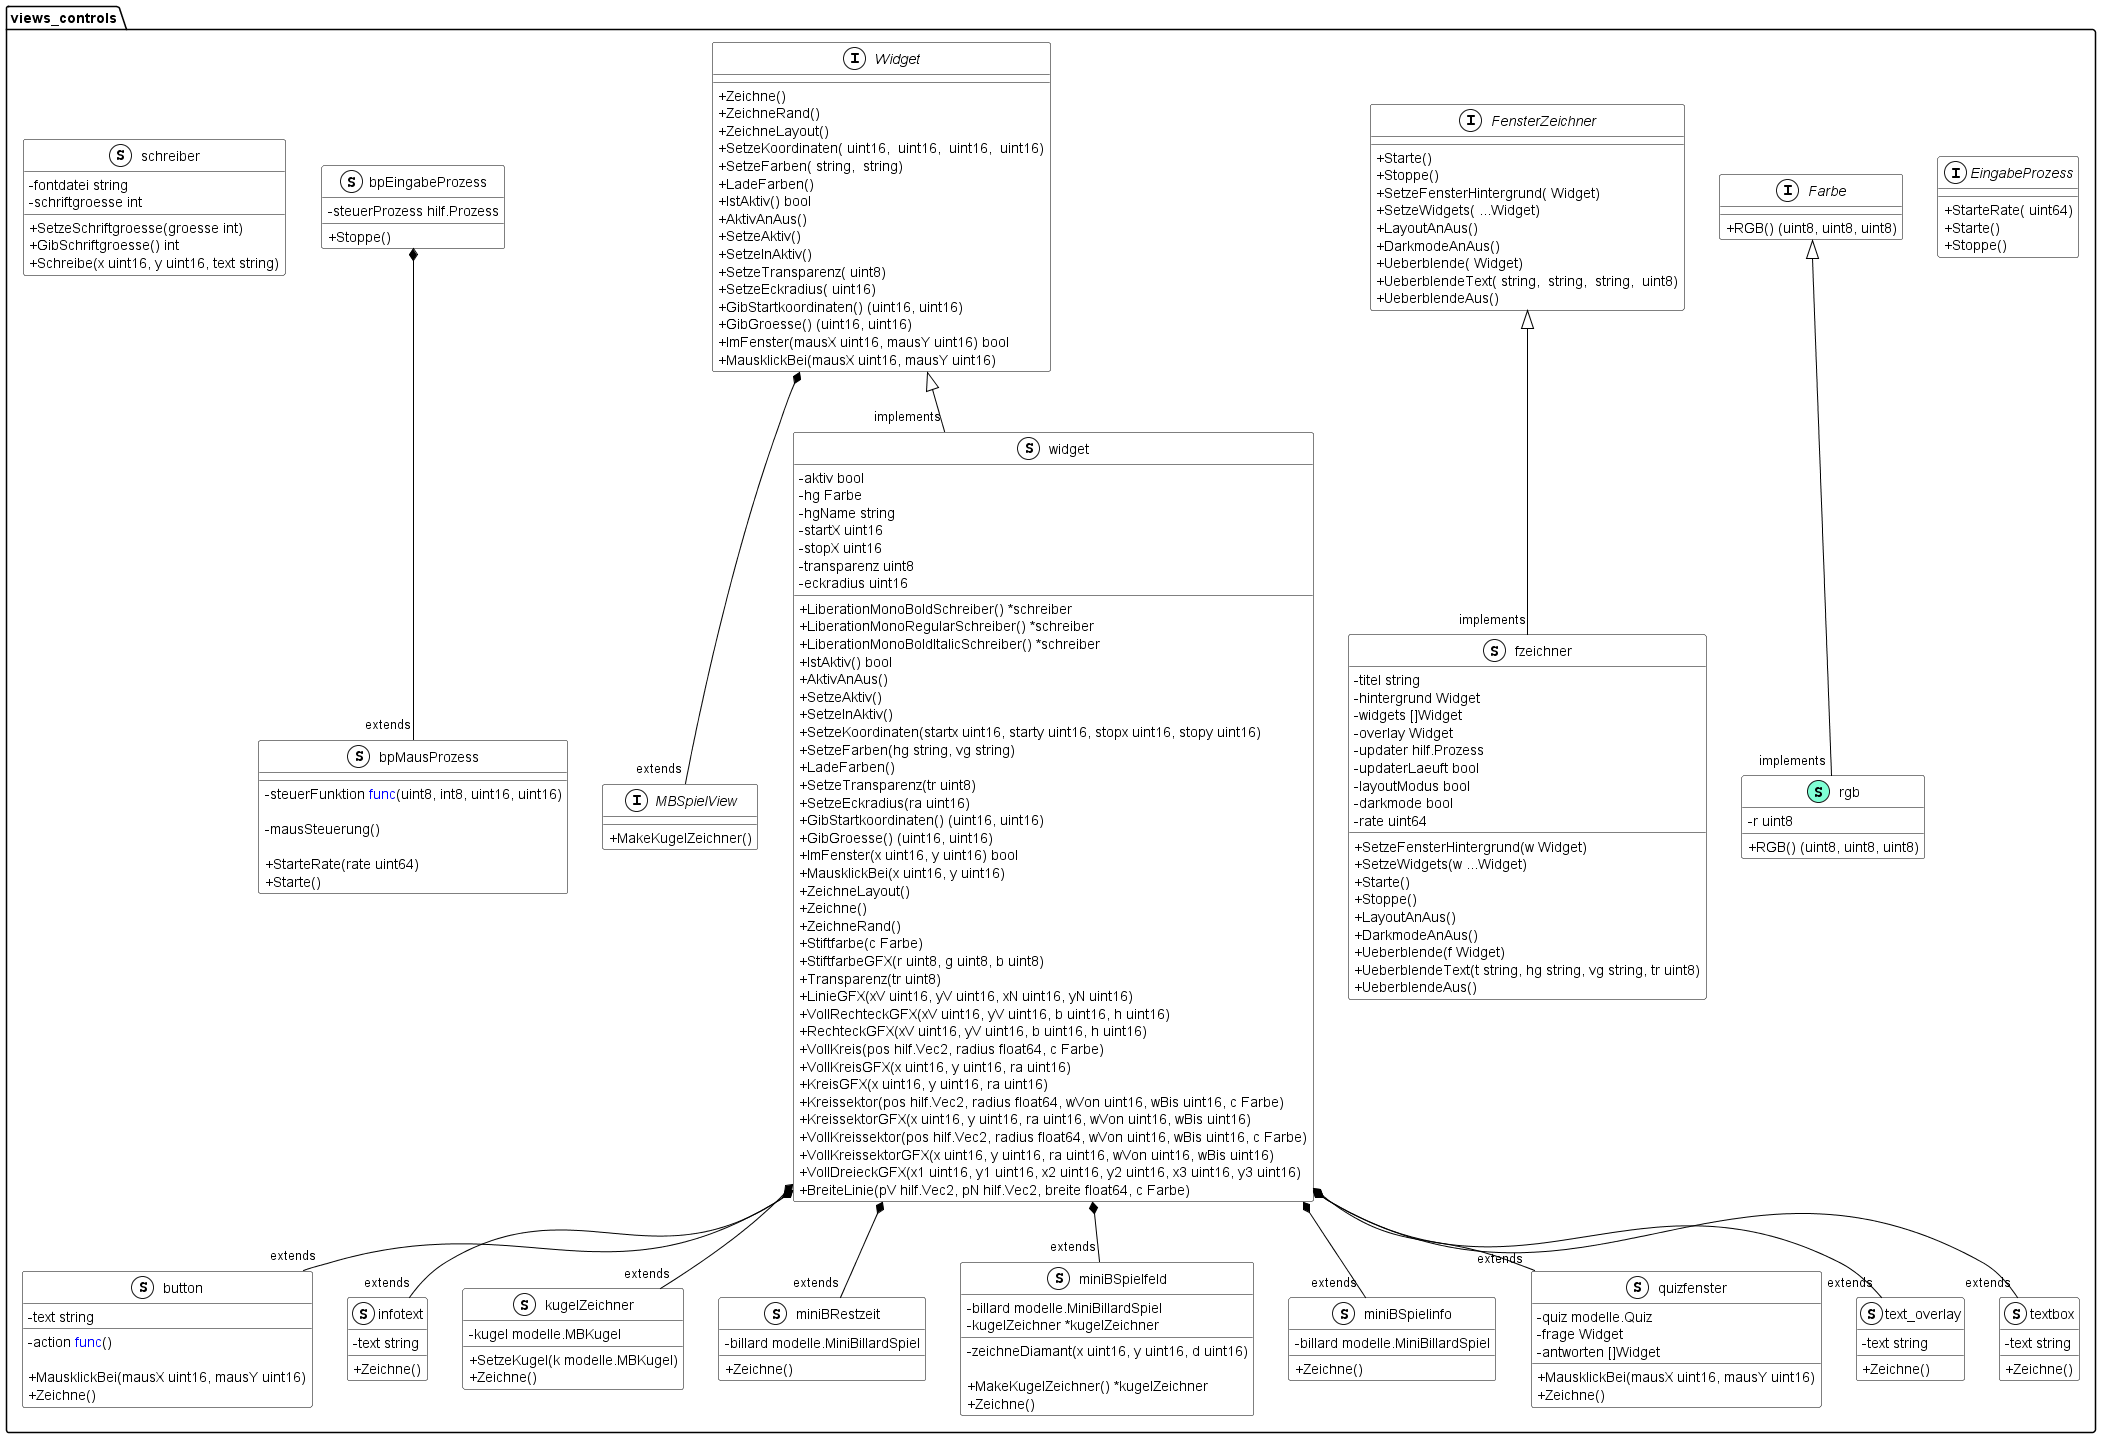 views_controls
I Widget
+Zeichne()
+ZeichneRand()
+ZeichneLayout()
+SetzeKoordinaten( uint16,  uint16,  uint16,  uint16)
+SetzeFarben( string,  string)
+LadeFarben()
+IstAktiv() bool
+AktivAnAus()
+SetzeAktiv()
+SetzeInAktiv()
+SetzeTransparenz( uint8)
+SetzeEckradius( uint16)
+GibStartkoordinaten() (uint16, uint16)
+GibGroesse() (uint16, uint16)
+ImFenster(mausX uint16, mausY uint16) bool
+MausklickBei(mausX uint16, mausY uint16)
I FensterZeichner
+Starte()
+Stoppe()
+SetzeFensterHintergrund( Widget)
+SetzeWidgets( ...Widget)
+LayoutAnAus()
+DarkmodeAnAus()
+Ueberblende( Widget)
+UeberblendeText( string,  string,  string,  uint8)
+UeberblendeAus()
S schreiber
-fontdatei string
-schriftgroesse int
+SetzeSchriftgroesse(groesse int)
+GibSchriftgroesse() int
+Schreibe(x uint16, y uint16, text string)
S bpEingabeProzess
-steuerProzess hilf.Prozess
+Stoppe()
I Farbe
+RGB() (uint8, uint8, uint8)
I EingabeProzess
+StarteRate( uint64)
+Starte()
+Stoppe()
implements
S widget
-aktiv bool
-hg Farbe
-hgName string
-startX uint16
-stopX uint16
-transparenz uint8
-eckradius uint16
+LiberationMonoBoldSchreiber() *schreiber
+LiberationMonoRegularSchreiber() *schreiber
+LiberationMonoBoldItalicSchreiber() *schreiber
+IstAktiv() bool
+AktivAnAus()
+SetzeAktiv()
+SetzeInAktiv()
+SetzeKoordinaten(startx uint16, starty uint16, stopx uint16, stopy uint16)
+SetzeFarben(hg string, vg string)
+LadeFarben()
+SetzeTransparenz(tr uint8)
+SetzeEckradius(ra uint16)
+GibStartkoordinaten() (uint16, uint16)
+GibGroesse() (uint16, uint16)
+ImFenster(x uint16, y uint16) bool
+MausklickBei(x uint16, y uint16)
+ZeichneLayout()
+Zeichne()
+ZeichneRand()
+Stiftfarbe(c Farbe)
+StiftfarbeGFX(r uint8, g uint8, b uint8)
+Transparenz(tr uint8)
+LinieGFX(xV uint16, yV uint16, xN uint16, yN uint16)
+VollRechteckGFX(xV uint16, yV uint16, b uint16, h uint16)
+RechteckGFX(xV uint16, yV uint16, b uint16, h uint16)
+VollKreis(pos hilf.Vec2, radius float64, c Farbe)
+VollKreisGFX(x uint16, y uint16, ra uint16)
+KreisGFX(x uint16, y uint16, ra uint16)
+Kreissektor(pos hilf.Vec2, radius float64, wVon uint16, wBis uint16, c Farbe)
+KreissektorGFX(x uint16, y uint16, ra uint16, wVon uint16, wBis uint16)
+VollKreissektor(pos hilf.Vec2, radius float64, wVon uint16, wBis uint16, c Farbe)
+VollKreissektorGFX(x uint16, y uint16, ra uint16, wVon uint16, wBis uint16)
+VollDreieckGFX(x1 uint16, y1 uint16, x2 uint16, y2 uint16, x3 uint16, y3 uint16)
+BreiteLinie(pV hilf.Vec2, pN hilf.Vec2, breite float64, c Farbe)
implements
S fzeichner
-titel string
-hintergrund Widget
-widgets []Widget
-overlay Widget
-updater hilf.Prozess
-updaterLaeuft bool
-layoutModus bool
-darkmode bool
-rate uint64
+SetzeFensterHintergrund(w Widget)
+SetzeWidgets(w ...Widget)
+Starte()
+Stoppe()
+LayoutAnAus()
+DarkmodeAnAus()
+Ueberblende(f Widget)
+UeberblendeText(t string, hg string, vg string, tr uint8)
+UeberblendeAus()
extends
S bpMausProzess
-steuerFunktion func(uint8, int8, uint16, uint16)
-mausSteuerung()
+StarteRate(rate uint64)
+Starte()
extends
I MBSpielView
+MakeKugelZeichner()
implements
S rgb
-r uint8
+RGB() (uint8, uint8, uint8)
extends
S button
-text string
-action func()
+MausklickBei(mausX uint16, mausY uint16)
+Zeichne()
extends
S infotext
-text string
+Zeichne()
extends
S kugelZeichner
-kugel modelle.MBKugel
+SetzeKugel(k modelle.MBKugel)
+Zeichne()
extends
S miniBRestzeit
-billard modelle.MiniBillardSpiel
+Zeichne()
extends
S miniBSpielfeld
-billard modelle.MiniBillardSpiel
-kugelZeichner *kugelZeichner
-zeichneDiamant(x uint16, y uint16, d uint16)
+MakeKugelZeichner() *kugelZeichner
+Zeichne()
extends
S miniBSpielinfo
-billard modelle.MiniBillardSpiel
+Zeichne()
extends
S quizfenster
-quiz modelle.Quiz
-frage Widget
-antworten []Widget
+MausklickBei(mausX uint16, mausY uint16)
+Zeichne()
extends
S text_overlay
-text string
+Zeichne()
extends
S textbox
-text string
+Zeichne()